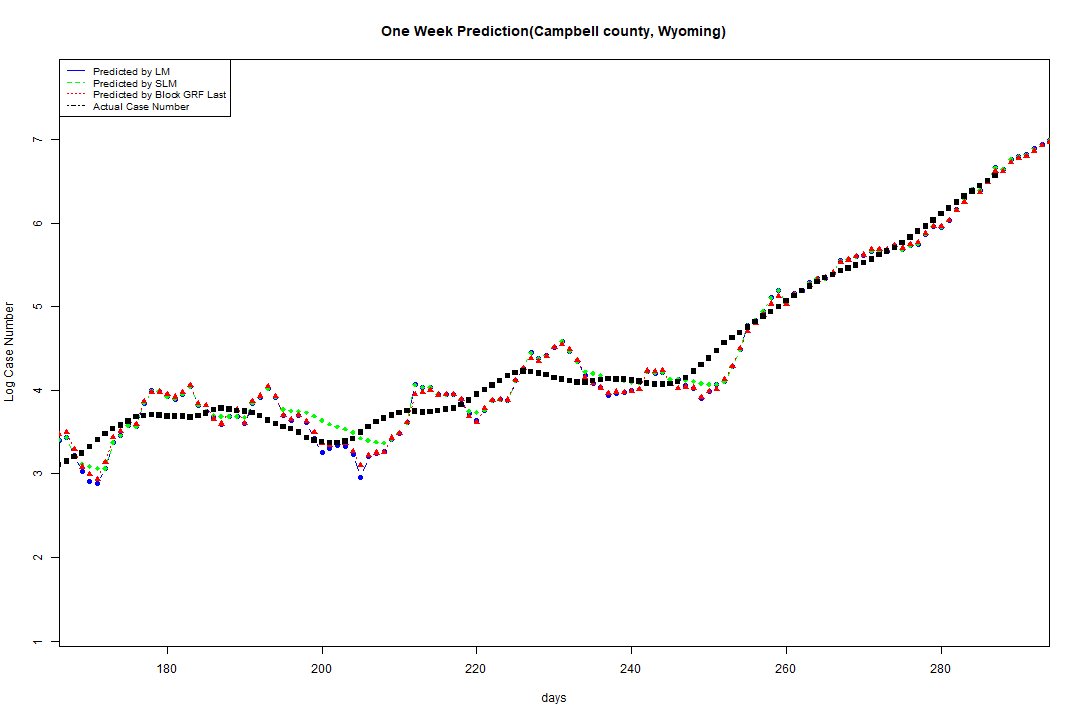 One Week Prediction(Campbell county, Wyoming)
Predicted by LM
Predicted by SLM
Predicted by Block GRF Last
Actual Case Number
7
6
5
4
3
2
1
Log Case Number
180 200 220 240 260 280
days